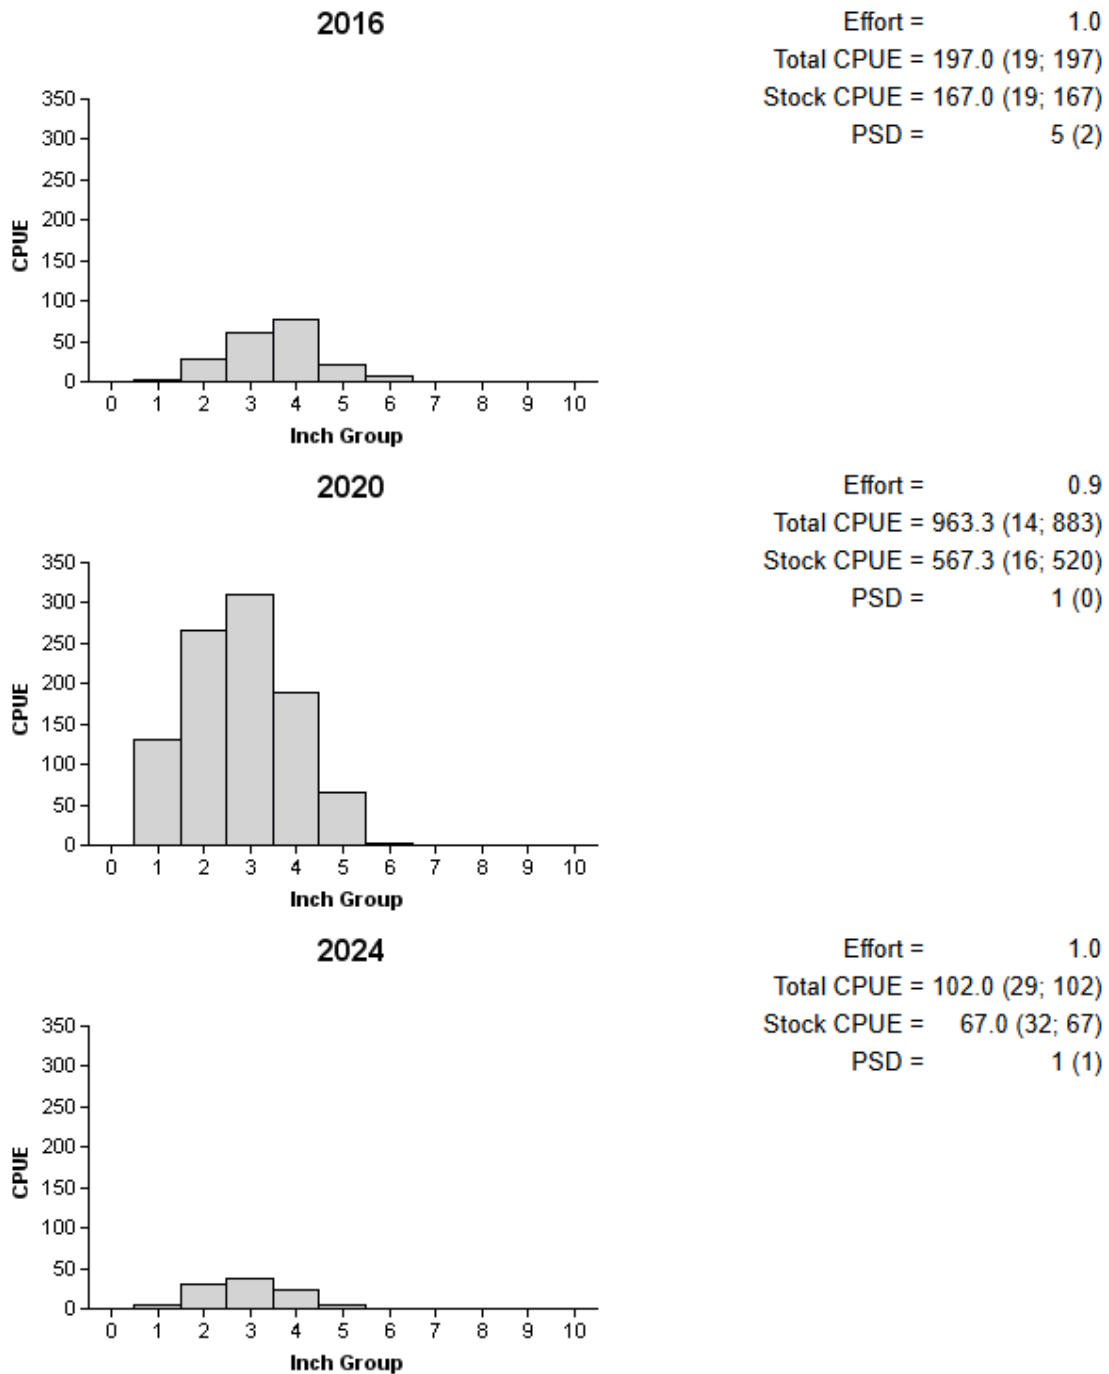 2016
Effort = 1.0
Total CPUE = 197.0 (19; 197)
Stock CPUE = 167.0 (19; 167)
PSD = 5 (2)
350
300
250
200
150
100
50
0
CPUE
0 1 2 3 4 5 6 7 8 9 10
Inch Group
2020
Effort = 0.9
Total CPUE = 963.3 (14; 883)
Stock CPUE = 567.3 (16; 520)
PSD = 1 (0)
350
300
250
200
150
100
50
0
CPUE
0 1 2 3 4 5 6 7 8 9 10
Inch Group
2024
Effort = 1.0
Total CPUE = 102.0 (29; 102)
Stock CPUE = 67.0 (32; 67)
PSD = 1 (1)
350
300
250
200
150
100
50
0
CPUE
0 1 2 3 4 5 6 7 8 9 10
Inch Group